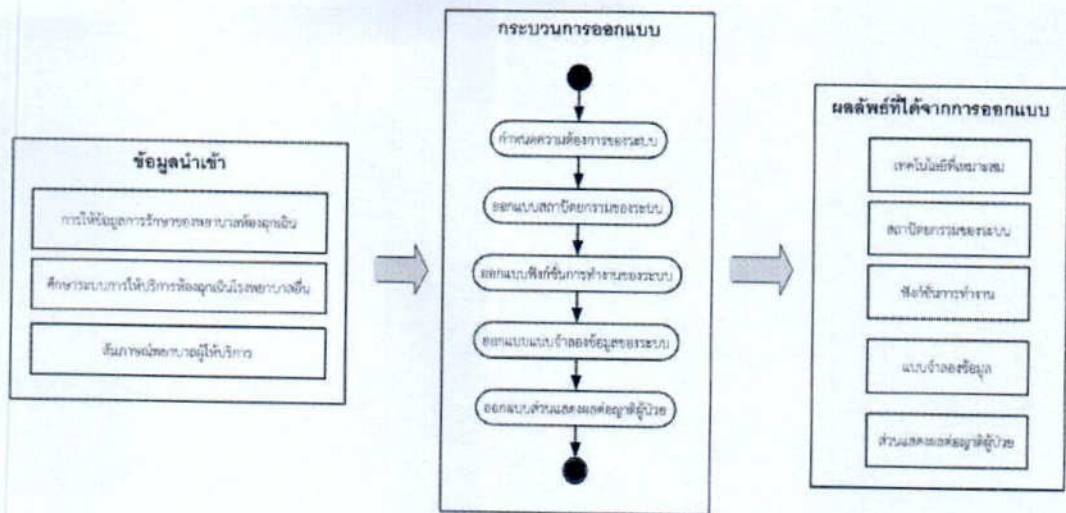 ข้อมูลนำเข้า
การให้ข้อมูลการรักษาของพยาบาลห้องฉุกเฉิน
ศึกษาระบบการให้บริการห้องฉุกเฉินโรงพยาบาลอื่น
สัมภาษณ์พยาบาลผู้ให้บริการ
กระบวนการออกแบบ
กำหนดความต้องการของระบบ
ออกแบบสถาปัตยกรรมของระบบ
ออกแบบฟังก์ชั่นการทำงานของระบบ
ออกแบบแบบจำลองข้อมูลของระบบ
ออกแบบส่วนแสดงผลต่อญาติผู้ป่วย
ผลลัพธ์ที่ได้จากการออกแบบ
เทคโนโลยีที่เหมาะสม
สถาปัตยกรรมของระบบ
ฟังก์ชั่นการทำงาน
แบบจำลองข้อมูล
ส่วนแสดงผลต่อญาติผู้ป่วย